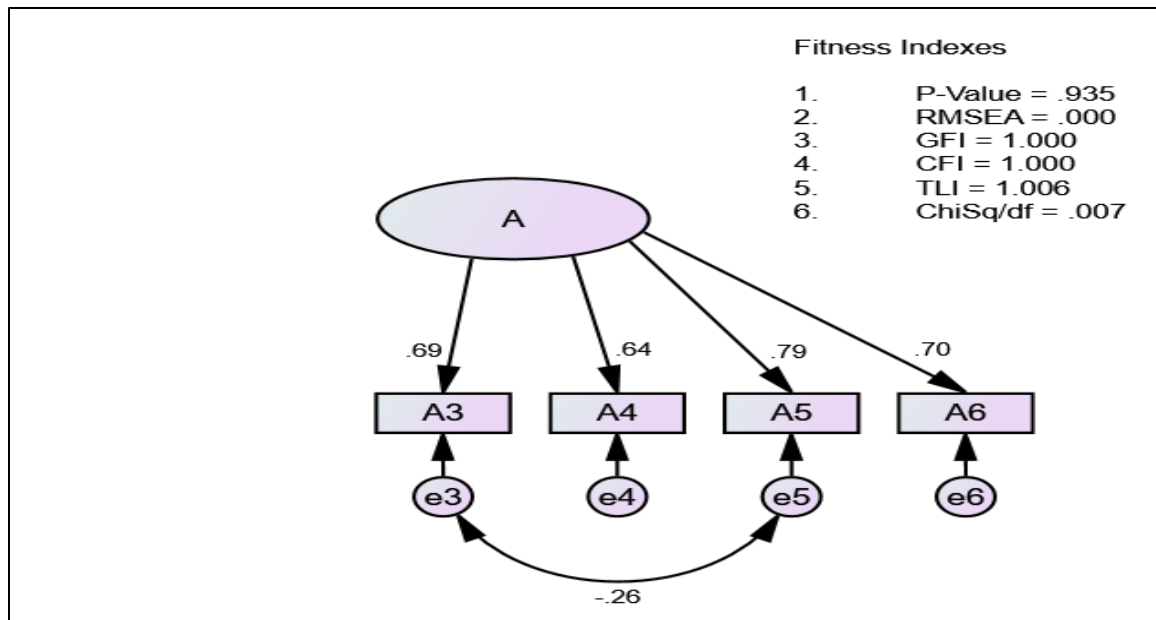 Fitness Indexes
1. P-Value = .935
2. RMSEA = .000
3. GFI = 1.000
4. CFI = 1.000
5. TLI = 1.006
6. ChiSq/df = .007
A
.69 .64 .79 .70
A3 A4 A5 A6
e3 e4 e5 e6
-.26